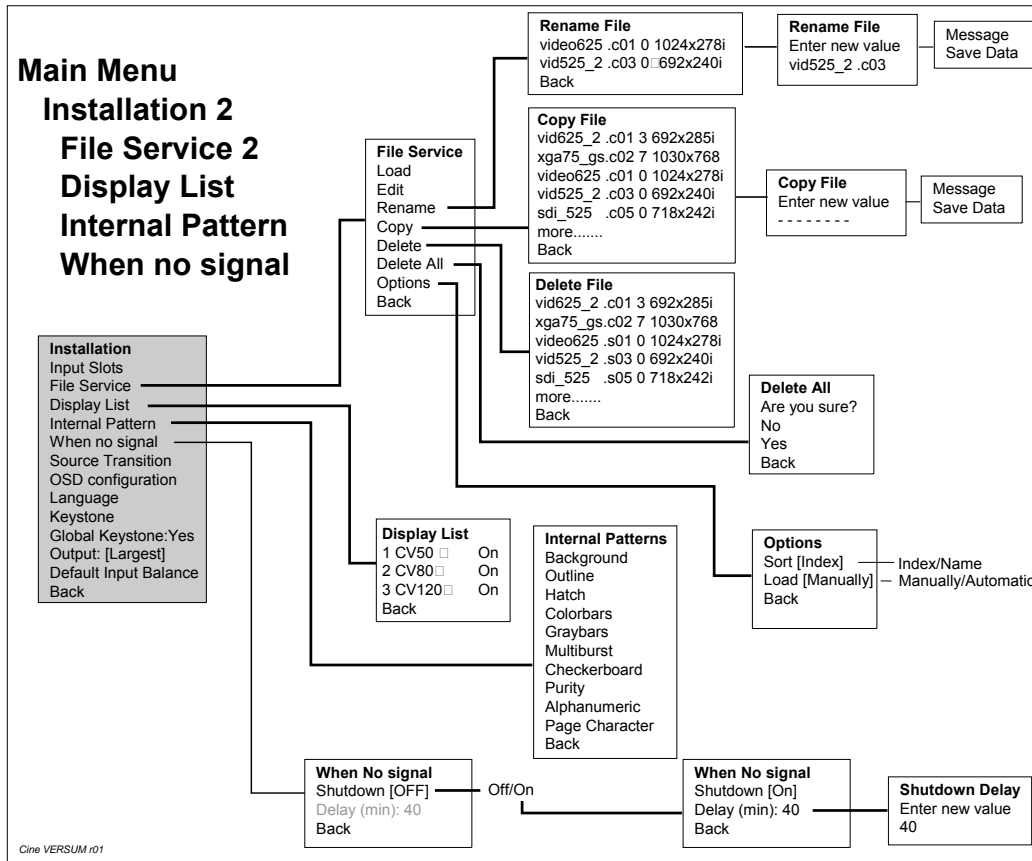 Main Menu
Installation 2
File Service 2
Display List
Internal Pattern
When no signal
Installation
Input Slots
File Service
Display List
Internal Pattern
When no signal
Source Transition
OSD configuration
Language
Keystone
Global Keystone:Yes
Output: [Largest]
Default Input Balance
Back
File Service
Load
Edit
Rename
Copy
Delete
Delete All
Options
Back
Rename File
video625 .c01 0 1024x278i
vid525_2 .c03 0□692x240i
Back
Rename File
Enter new value
vid525_2 .c03
Message
Save Data
Copy File
vid625_2 .c01 3 692x285i
xga75_gs.c02 7 1030x768
video625 .c01 0 1024x278i
vid525_2 .c03 0 692x240i
sdi_525 .c05 0 718x242i
more.......
Back
Copy File
Enter new value
- - - - - - - -
Message
Save Data
Delete File
vid625_2 .c01 3 692x285i
xga75_gs.c02 7 1030x768
video625 .s01 0 1024x278i
vid525_2 .s03 0 692x240i
sdi_525 .s05 0 718x242i
more.......
Back
Delete All
Are you sure?
No
Yes
Back
Options
Sort [Index]
Load [Manually]
Back
Index/Name
Manually/Automatic
Display List
1 CV50 □ On
2 CV80□ On
3 CV120□ On
Back
Internal Patterns
Background
Outline
Hatch
Colorbars
Graybars
Multiburst
Checkerboard
Purity
Alphanumeric
Page Character
Back
When No signal
Shutdown [OFF]
Delay (min): 40
Back
Off/On
When No signal
Shutdown [On]
Delay (min): 40
Back
Shutdown Delay
Enter new value
40
Cine VERSUM r01